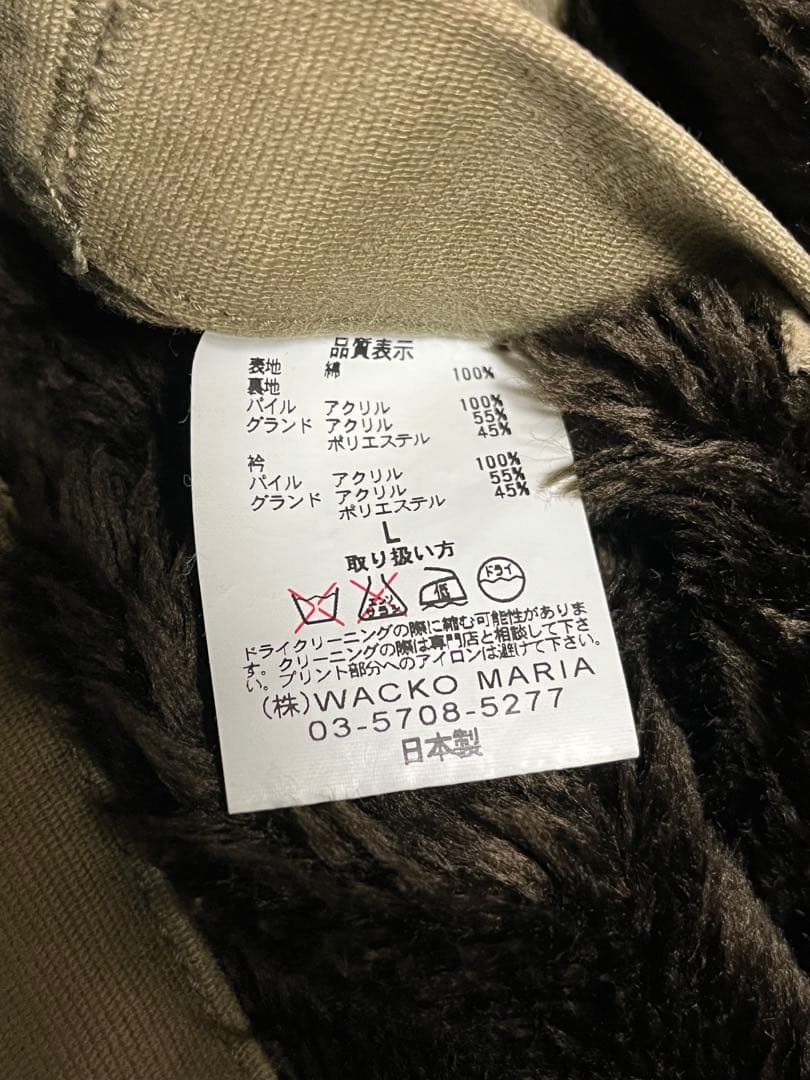 品質表示
表地 綿 100%
裏地
パイル アクリル 100%
グランド アクリル 55%
ポリエステル 45%
衿
パイル アクリル 100%
グランド アクリル 55%
ポリエステル 45%
L
取り扱い方
エンソサラシ 低 ドライ
ドライクリーニングの際に縮む可能性がありま
す。クリーニングの際は専門店と相談して下さ
い。プリント部分へのアイロンは避けて下さい。
(株)WACKO MARIA
03-5708-5277
日本製